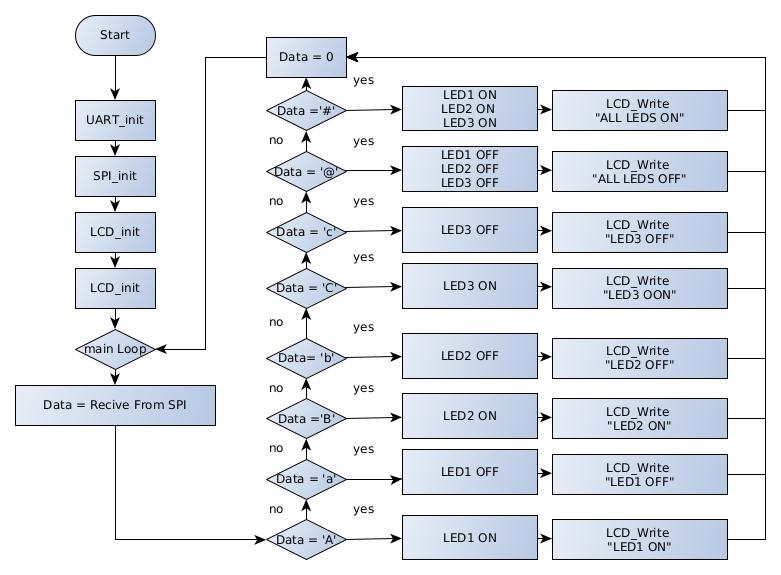 Start
UART_init
SPI_init
LCD_init
LCD_init
main Loop
Data = Recive From SPI
Data = 0
yes
Data ='#'
LED1 ON
LED2 ON
LED3 ON
LCD_Write
"ALL LEDS ON"
no
yes
Data = '@'
LED1 OFF
LED2 OFF
LED3 OFF
LCD_Write
"ALL LEDS OFF"
no
yes
Data = 'c'
LED3 OFF
LCD_Write
"LED3 OFF"
yes
Data = 'C'
LED3 ON
LCD_Write
"LED3 OON"
no
yes
Data= 'b'
LED2 OFF
LCD_Write
"LED2 OFF"
no
yes
Data ='B'
LED2 ON
LCD_Write
"LED2 ON"
no
yes
Data = 'a'
LED1 OFF
LCD_Write
"LED1 OFF"
no
yes
Data = 'A'
LED1 ON
LCD_Write
"LED1 ON"